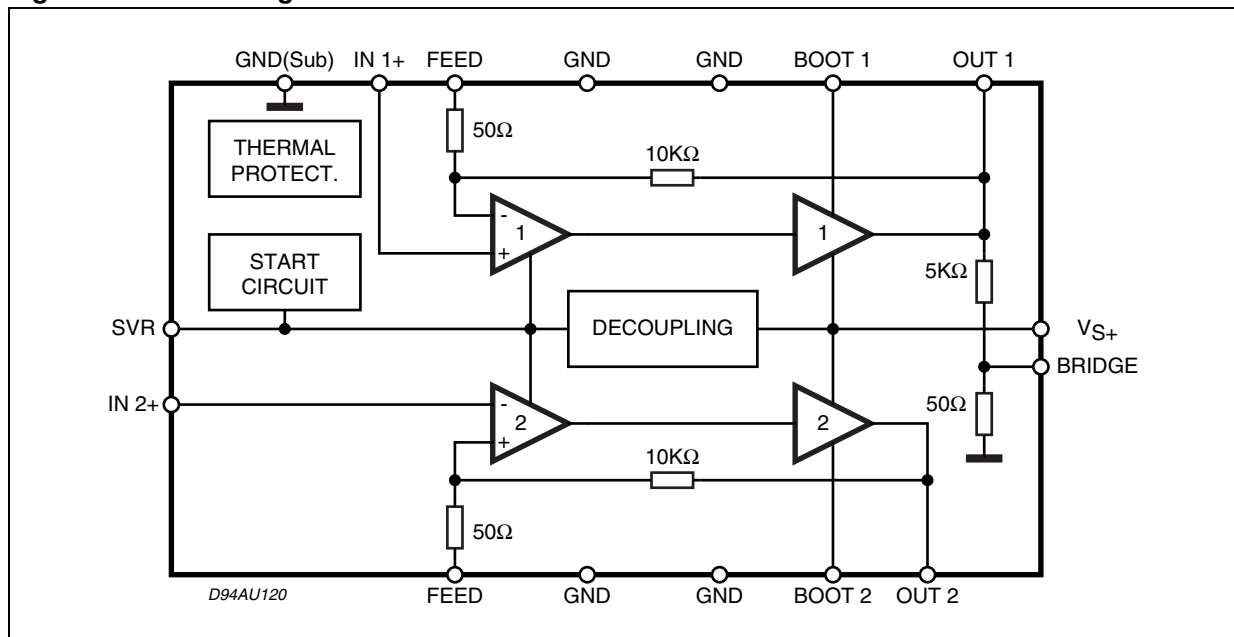 GND(Sub) IN 1+ FEED GND GND BOOT 1 OUT 1
50Ω
10KΩ
THERMAL
PROTECT.
-
1
+
1
START
CIRCUIT
5KΩ
SVR
DECOUPLING
VS+
BRIDGE
IN 2+
-
2
+
2
50Ω
10KΩ
50Ω
D94AU120
FEED GND GND BOOT 2 OUT 2